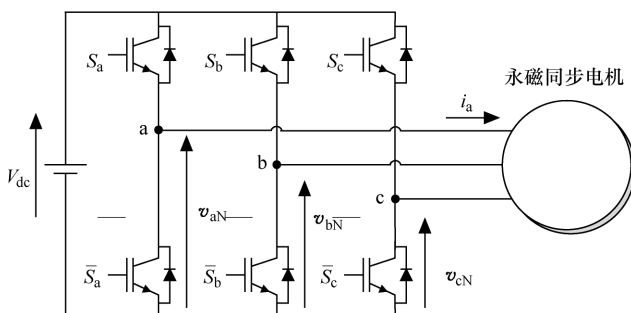 S_a
S_b
S_c
永磁同步电机
i_a
a
b
c
V_dc
v_aN
v_bN
v_cN
S̅_a
S̅_b
S̅_c